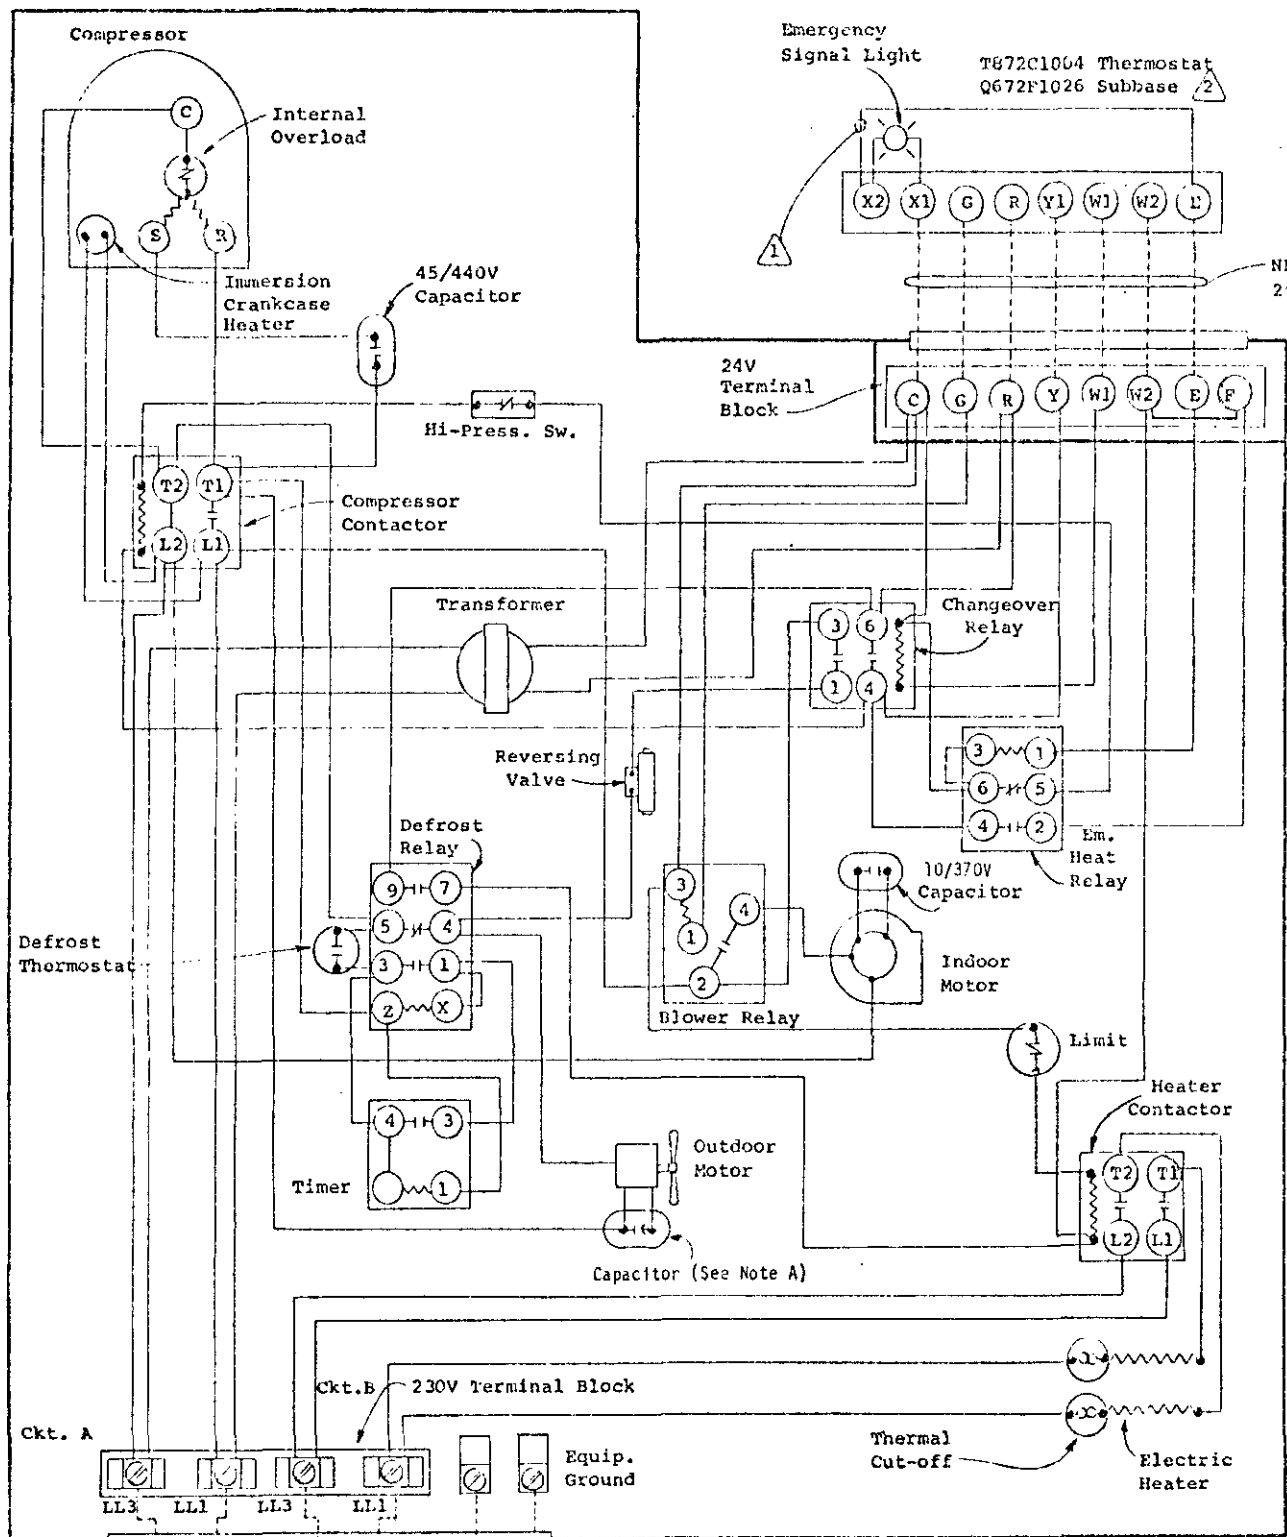 Compressor
C
Internal
Overload
S
R
Immersion
Crankcase
Heater
45/440V
Capacitor
Emergency
Signal Light
T872C1004 Thermostat
Q672F1026 Subbase 2
X2 X1 G R Y1 W1 W2 E
1
24V
Terminal
Block
C G R Y W1 W2 E F
Hi-Press. Sw.
T2 T1
L2 L1
Compressor
Contactor
Transformer
3 6
1 4
Changeover
Relay
Reversing
Valve
3 1
6 5
4 2
Em.
Heat
Relay
Defrost
Relay
9 7
5 4
3 1
2 X
Defrost
Thermostat
3
1
4
2
Blower Relay
10/370V
Capacitor
Indoor
Motor
Limit
Heater
Contactor
T2 T1
L2 L1
4 3
1
Timer
Outdoor
Motor
Capacitor (See Note A)
Ckt.B
230V Terminal Block
Ckt. A
LL3 LL1 LL3 LL1
Equip.
Ground
Thermal
Cut-off
Electric
Heater